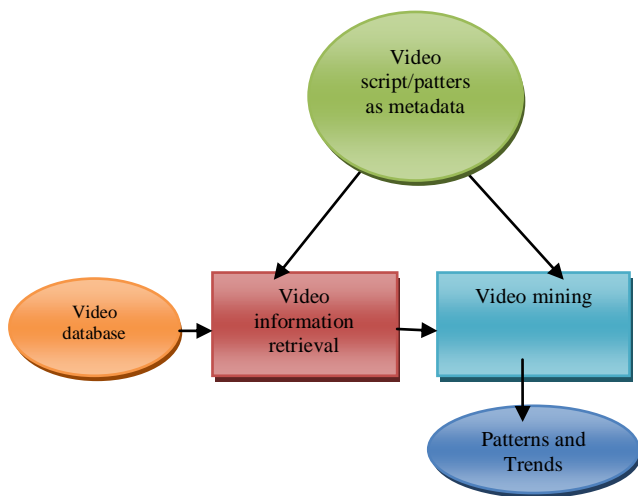 Video
script/patters
as metadata
Video
database
Video
information
retrieval
Video mining
Patterns and
Trends